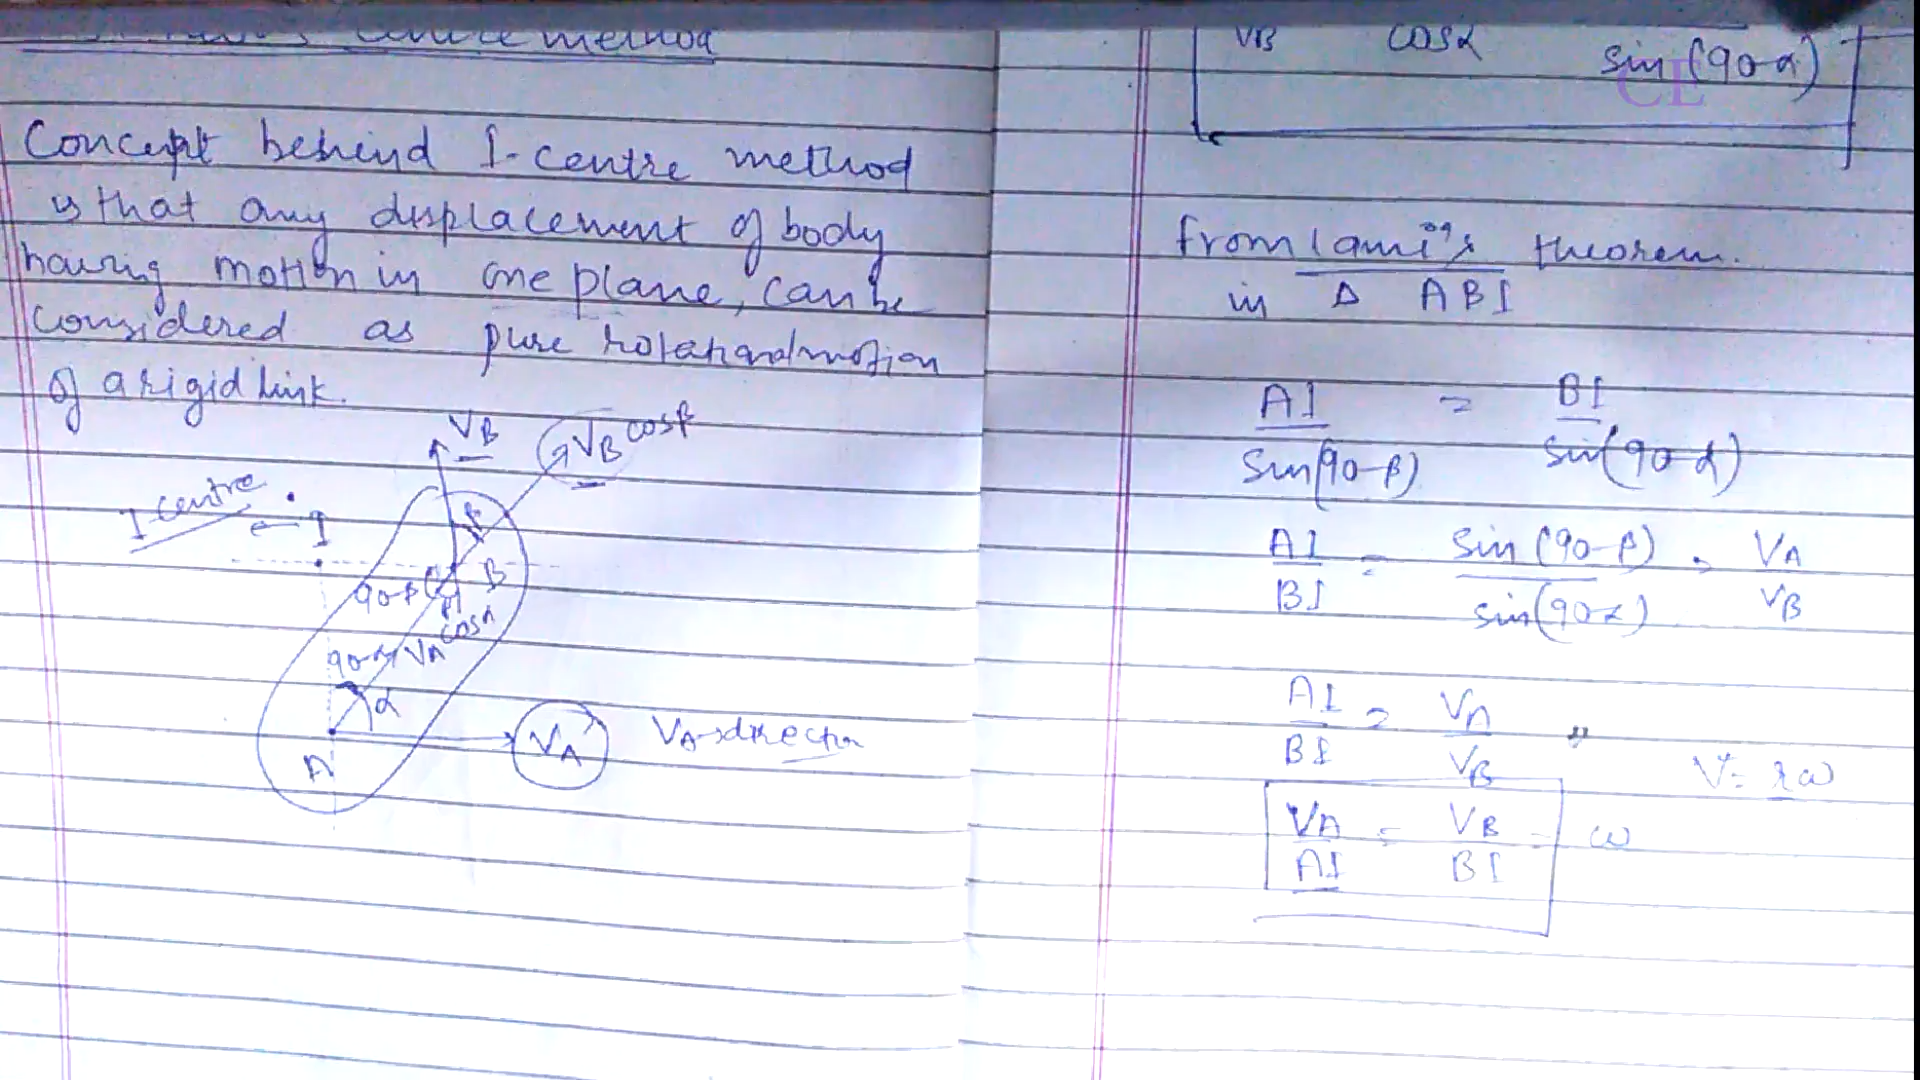 centre method
Concept behind I-centre method
is that any displacement of body
having motion in one plane, can be
considered as pure rotational motion
of a rigid link.
VB
VB cosβ
I centre
I
β
90-β
B
VA cosα
90-α
α
A
VA
VA → direction
VB cosα sin(90-α)
CE
from lami's theorem.
in Δ ABI
AI = BI
sin(90-β) sin(90-α)
AI = sin(90-β) = VA
BI sin(90-α) VB
AI = VA
BI VB
V = rω
VA = VB = ω
AI BI